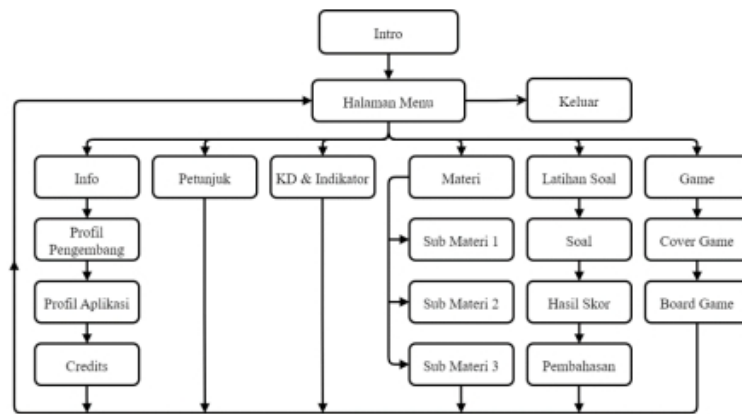 Intro
Halaman Menu
Keluar
Info
Petunjuk
KD & Indikator
Materi
Latihan Soal
Game
Profil
Pengembang
Sub Materi 1
Soal
Cover Game
Profil Aplikasi
Sub Materi 2
Hasil Skor
Board Game
Credits
Sub Materi 3
Pembahasan